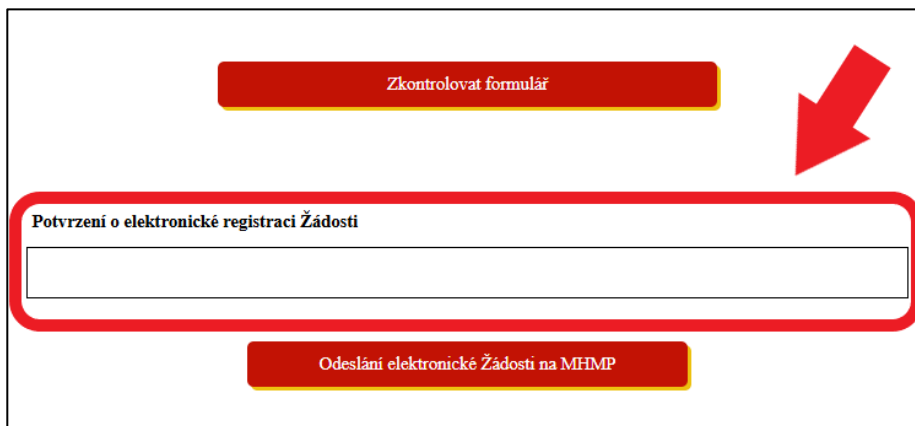 Zkontrolovat formulář
Potvrzení o elektronické registraci Žádosti
Odeslání elektronické Žádosti na MHMP